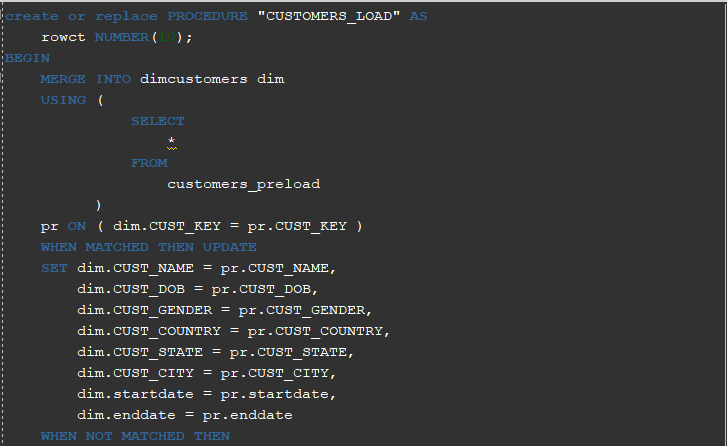 create or replace PROCEDURE "CUSTOMERS_LOAD" AS
rowct NUMBER(10);
BEGIN
MERGE INTO dimcustomers dim
USING (
SELECT
*
FROM
customers_preload
)
pr ON ( dim.CUST_KEY = pr.CUST_KEY )
WHEN MATCHED THEN UPDATE
SET dim.CUST_NAME = pr.CUST_NAME,
dim.CUST_DOB = pr.CUST_DOB,
dim.CUST_GENDER = pr.CUST_GENDER,
dim.CUST_COUNTRY = pr.CUST_COUNTRY,
dim.CUST_STATE = pr.CUST_STATE,
dim.CUST_CITY = pr.CUST_CITY,
dim.startdate = pr.startdate,
dim.enddate = pr.enddate
WHEN NOT MATCHED THEN